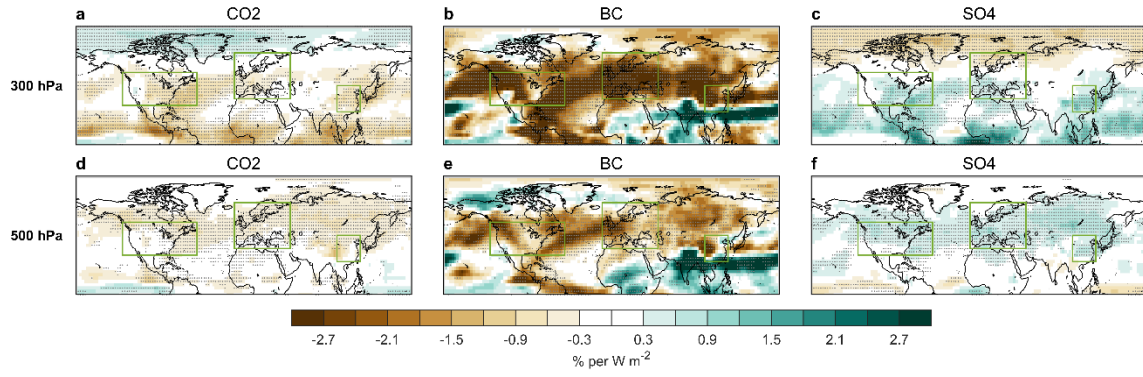 a CO2 b BC c SO4
300 hPa
d CO2 e BC f SO4
500 hPa
-2.7 -2.1 -1.5 -0.9 -0.3 0.3 0.9 1.5 2.1 2.7
% per W m⁻²